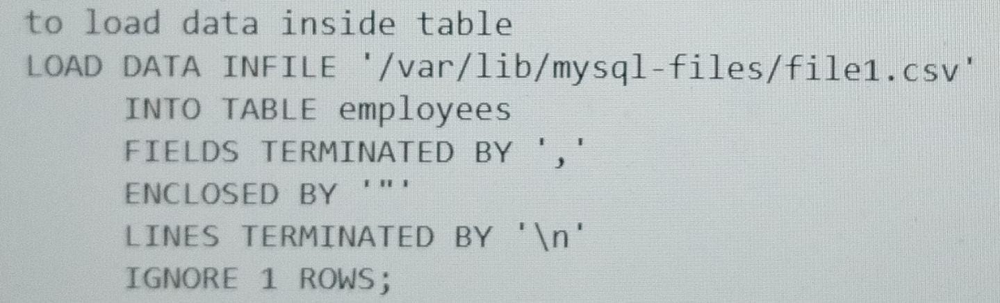 to load data inside table
LOAD DATA INFILE '/var/lib/mysql-files/file1.csv'
INTO TABLE employees
FIELDS TERMINATED BY ','
ENCLOSED BY '"'
LINES TERMINATED BY '\n'
IGNORE 1 ROWS;